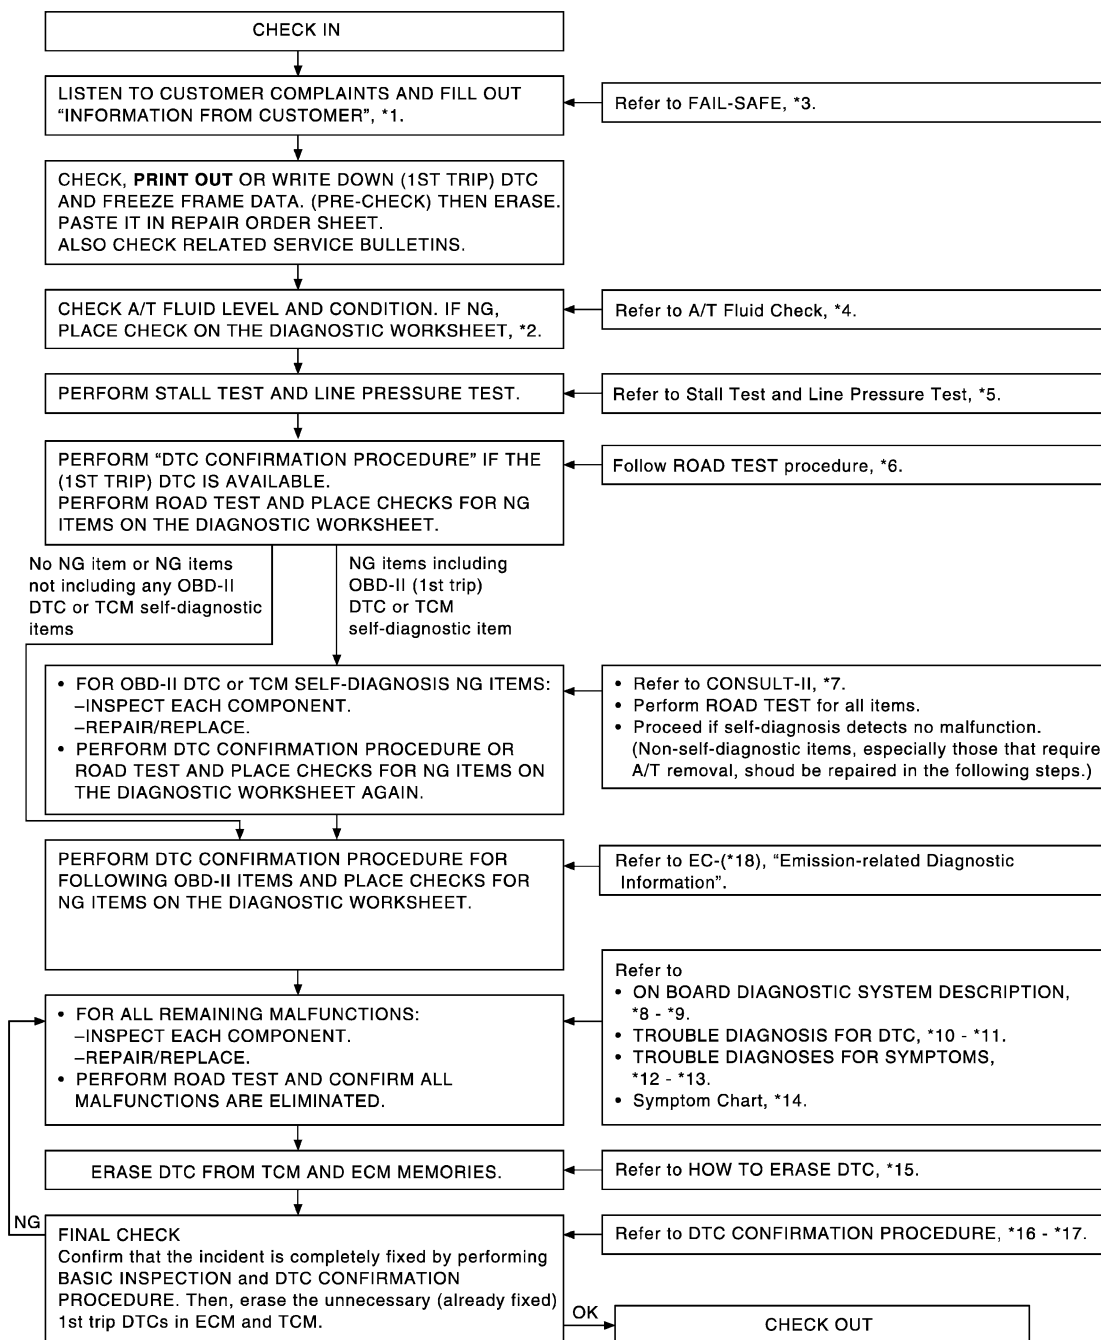 CHECK IN
LISTEN TO CUSTOMER COMPLAINTS AND FILL OUT
“INFORMATION FROM CUSTOMER”, *1.
Refer to FAIL-SAFE, *3.
CHECK, PRINT OUT OR WRITE DOWN (1ST TRIP) DTC
AND FREEZE FRAME DATA. (PRE-CHECK) THEN ERASE.
PASTE IT IN REPAIR ORDER SHEET.
ALSO CHECK RELATED SERVICE BULLETINS.
CHECK A/T FLUID LEVEL AND CONDITION. IF NG,
PLACE CHECK ON THE DIAGNOSTIC WORKSHEET, *2.
Refer to A/T Fluid Check, *4.
PERFORM STALL TEST AND LINE PRESSURE TEST.
Refer to Stall Test and Line Pressure Test, *5.
PERFORM “DTC CONFIRMATION PROCEDURE” IF THE
(1ST TRIP) DTC IS AVAILABLE.
PERFORM ROAD TEST AND PLACE CHECKS FOR NG
ITEMS ON THE DIAGNOSTIC WORKSHEET.
Follow ROAD TEST procedure, *6.
No NG item or NG items
not including any OBD-II
DTC or TCM self-diagnostic
items
NG items including
OBD-II (1st trip)
DTC or TCM
self-diagnostic item
• FOR OBD-II DTC or TCM SELF-DIAGNOSIS NG ITEMS:
–INSPECT EACH COMPONENT.
–REPAIR/REPLACE.
• PERFORM DTC CONFIRMATION PROCEDURE OR
ROAD TEST AND PLACE CHECKS FOR NG ITEMS ON
THE DIAGNOSTIC WORKSHEET AGAIN.
• Refer to CONSULT-II, *7.
• Perform ROAD TEST for all items.
• Proceed if self-diagnosis detects no malfunction.
(Non-self-diagnostic items, especially those that require
A/T removal, shoud be repaired in the following steps.)
PERFORM DTC CONFIRMATION PROCEDURE FOR
FOLLOWING OBD-II ITEMS AND PLACE CHECKS FOR
NG ITEMS ON THE DIAGNOSTIC WORKSHEET.
Refer to EC-(*18), “Emission-related Diagnostic
Information”.
• FOR ALL REMAINING MALFUNCTIONS:
–INSPECT EACH COMPONENT.
–REPAIR/REPLACE.
• PERFORM ROAD TEST AND CONFIRM ALL
MALFUNCTIONS ARE ELIMINATED.
Refer to
• ON BOARD DIAGNOSTIC SYSTEM DESCRIPTION,
*8 - *9.
• TROUBLE DIAGNOSIS FOR DTC, *10 - *11.
• TROUBLE DIAGNOSES FOR SYMPTOMS,
*12 - *13.
• Symptom Chart, *14.
ERASE DTC FROM TCM AND ECM MEMORIES.
Refer to HOW TO ERASE DTC, *15.
NG
FINAL CHECK
Confirm that the incident is completely fixed by performing
BASIC INSPECTION and DTC CONFIRMATION
PROCEDURE. Then, erase the unnecessary (already fixed)
1st trip DTCs in ECM and TCM.
Refer to DTC CONFIRMATION PROCEDURE, *16 - *17.
OK
CHECK OUT